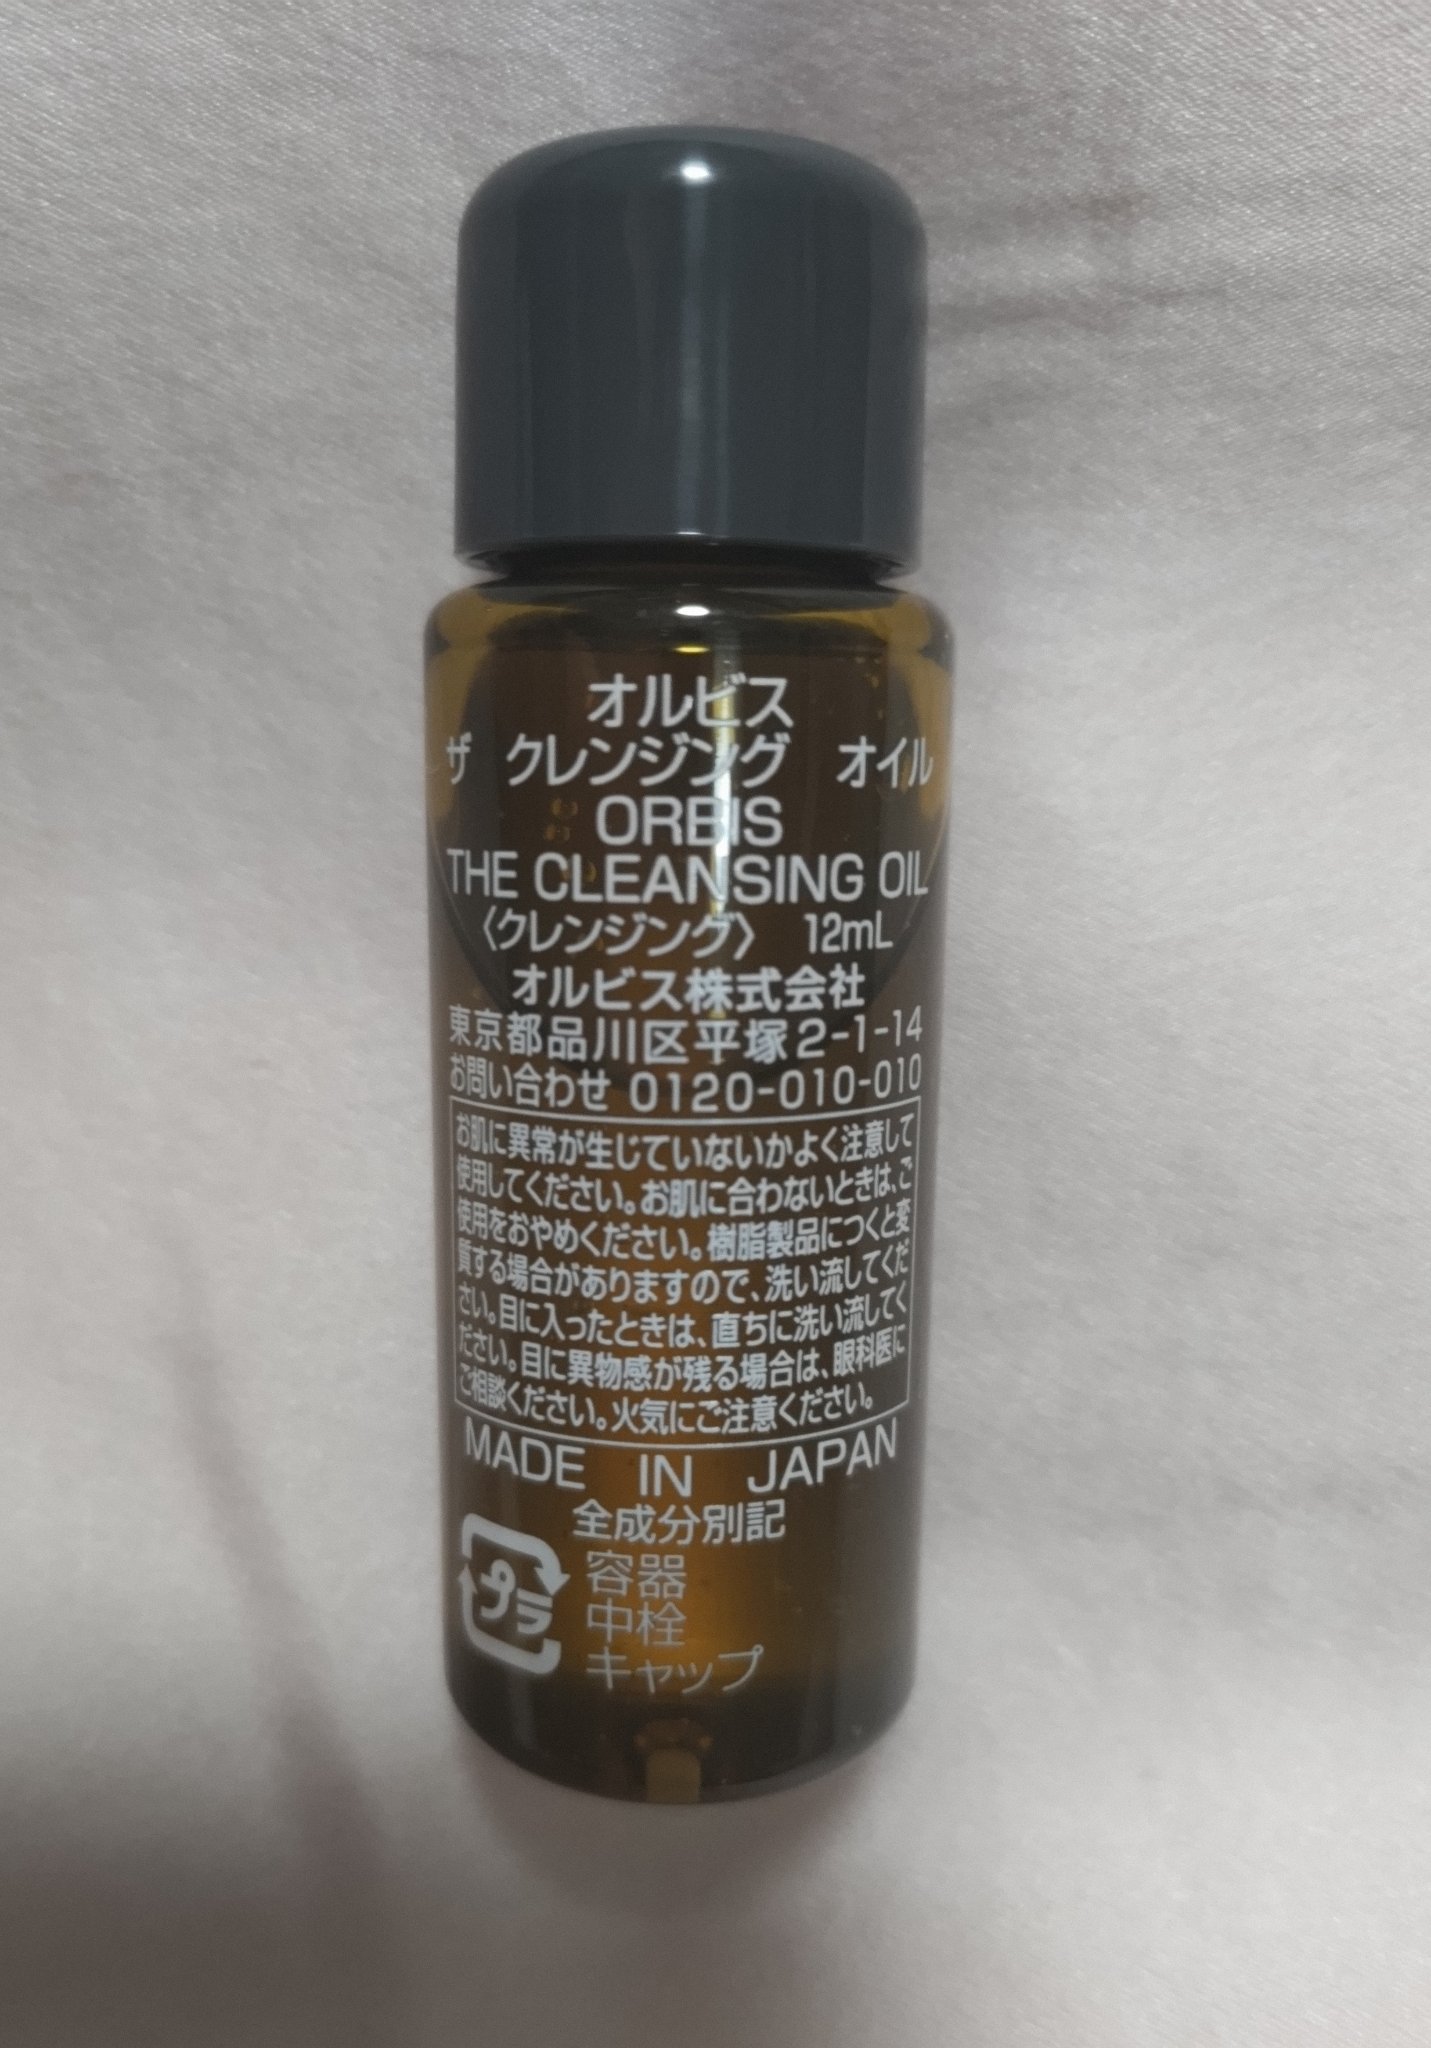 オルビス
ザ クレンジング オイル
ORBIS
THE CLEANSING OIL
〈クレンジング〉 12mL
オルビス株式会社
東京都品川区平塚2-1-14
お問い合わせ 0120-010-010
お肌に異常が生じていないかよく注意して
使用してください。お肌に合わないときは、ご
使用をおやめください。樹脂製品につくと変
質する場合がありますので、洗い流してくだ
さい。目に入ったときは、直ちに洗い流してく
ださい。目に異物感が残る場合は、眼科医に
ご相談ください。火気にご注意ください。
MADE IN JAPAN
全成分別記
プラ
容器
中栓
キャップ